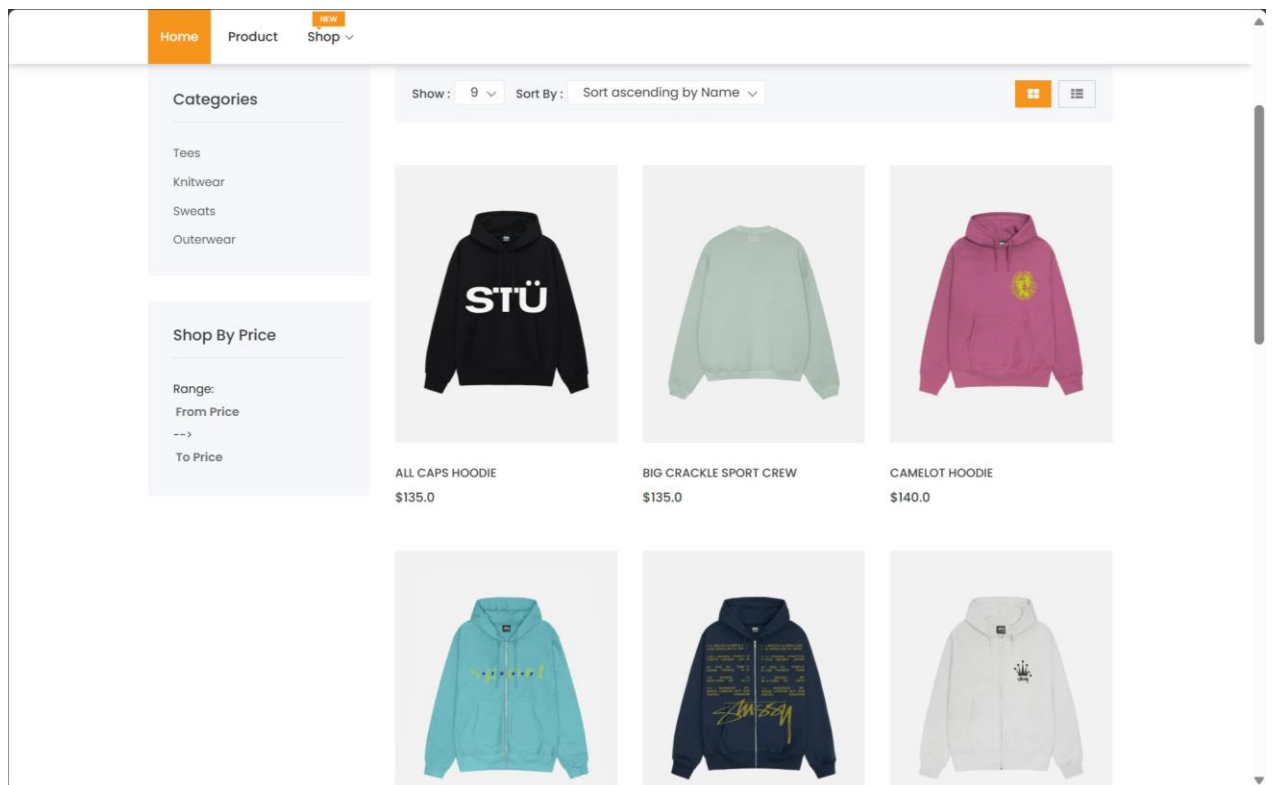 NEW
Home Product Shop
Categories
Tees
Knitwear
Sweats
Outerwear
Shop By Price
Range:
From Price
-->
To Price
Show : 9 Sort By : Sort ascending by Name
STÜ
ALL CAPS HOODIE
$135.0
BIG CRACKLE SPORT CREW
$135.0
CAMELOT HOODIE
$140.0
sport
Stüssy